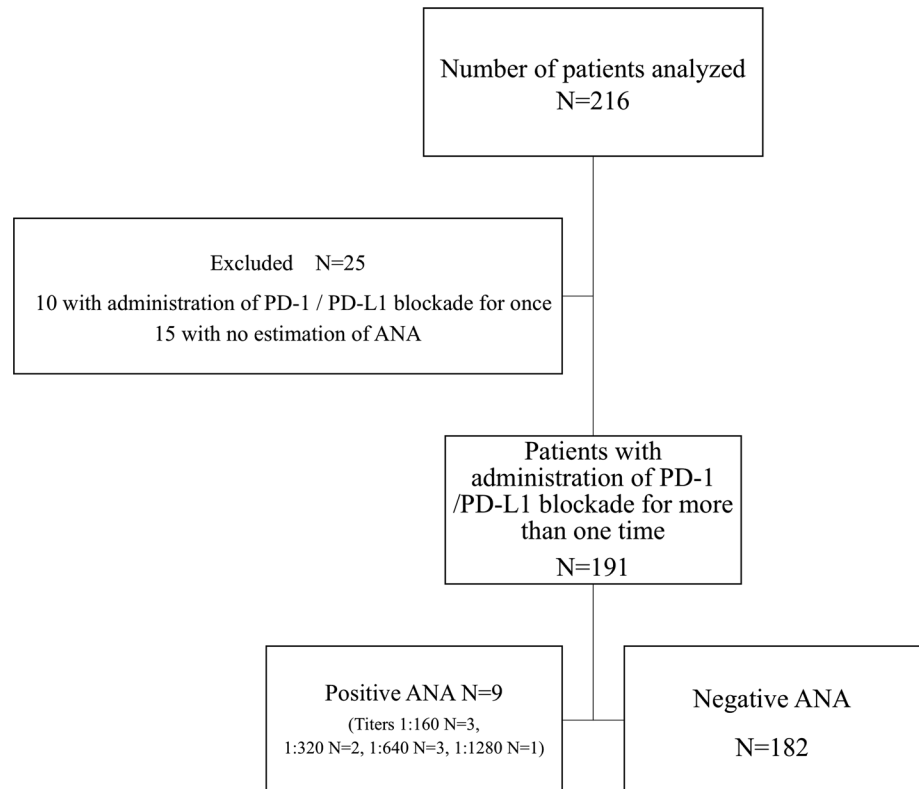 Number of patients analyzed
N=216
Excluded N=25
10 with administration of PD-1 / PD-L1 blockade for once
15 with no estimation of ANA
Patients with
administration of PD-1
/PD-L1 blockade for more
than one time
N=191
Positive ANA N=9
(Titers 1:160 N=3,
1:320 N=2, 1:640 N=3, 1:1280 N=1)
Negative ANA
N=182